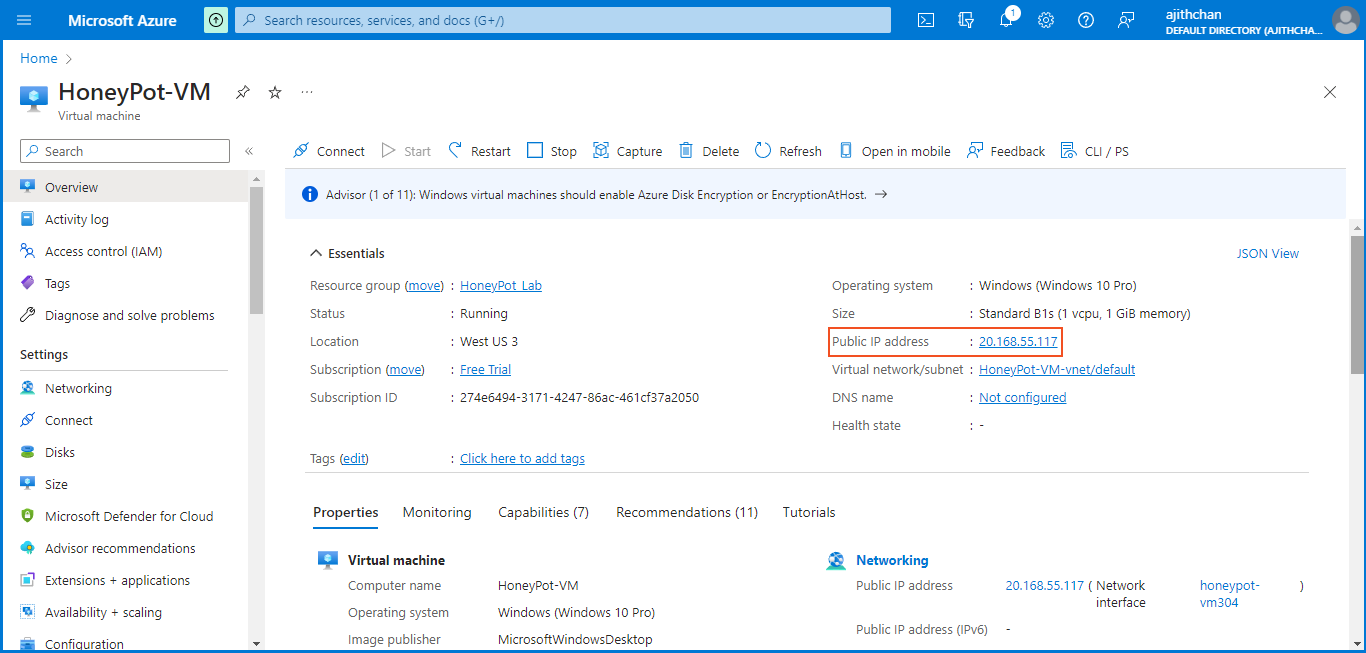 Microsoft Azure
Search resources, services, and docs (G+/)
1
ajithchan
DEFAULT DIRECTORY (AJITHCHA...
Home
HoneyPot-VM
Virtual machine
Search
Connect Start Restart Stop Capture Delete Refresh Open in mobile Feedback CLI / PS
Overview
Activity log
Access control (IAM)
Tags
Diagnose and solve problems
Settings
Networking
Connect
Disks
Size
Microsoft Defender for Cloud
Advisor recommendations
Extensions + applications
Availability + scaling
Configuration
Advisor (1 of 11): Windows virtual machines should enable Azure Disk Encryption or EncryptionAtHost. →
Essentials
JSON View
Resource group (move) : HoneyPot_Lab
Status : Running
Location : West US 3
Subscription (move) : Free Trial
Subscription ID : 274e6494-3171-4247-86ac-461cf37a2050
Operating system : Windows (Windows 10 Pro)
Size : Standard B1s (1 vcpu, 1 GiB memory)
Public IP address : 20.168.55.117
Virtual network/subnet : HoneyPot-VM-vnet/default
DNS name : Not configured
Health state : -
Tags (edit) : Click here to add tags
Properties Monitoring Capabilities (7) Recommendations (11) Tutorials
Virtual machine
Computer name HoneyPot-VM
Operating system Windows (Windows 10 Pro)
Image publisher MicrosoftWindowsDesktop
Networking
Public IP address 20.168.55.117 ( Network honeypot- )
interface vm304
Public IP address (IPv6) -